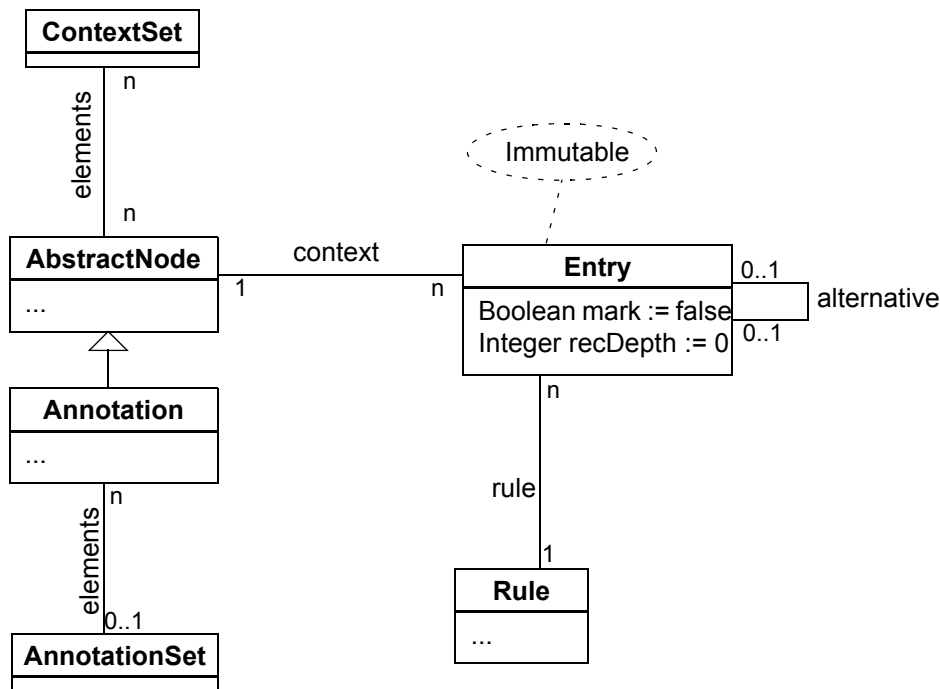 ContextSet
n
elements
n
Immutable
AbstractNode
...
context
1
n
Entry
Boolean mark := false
Integer recDepth := 0
0..1
alternative
0..1
Annotation
...
n
n
rule
elements
0..1
1
Rule
...
AnnotationSet